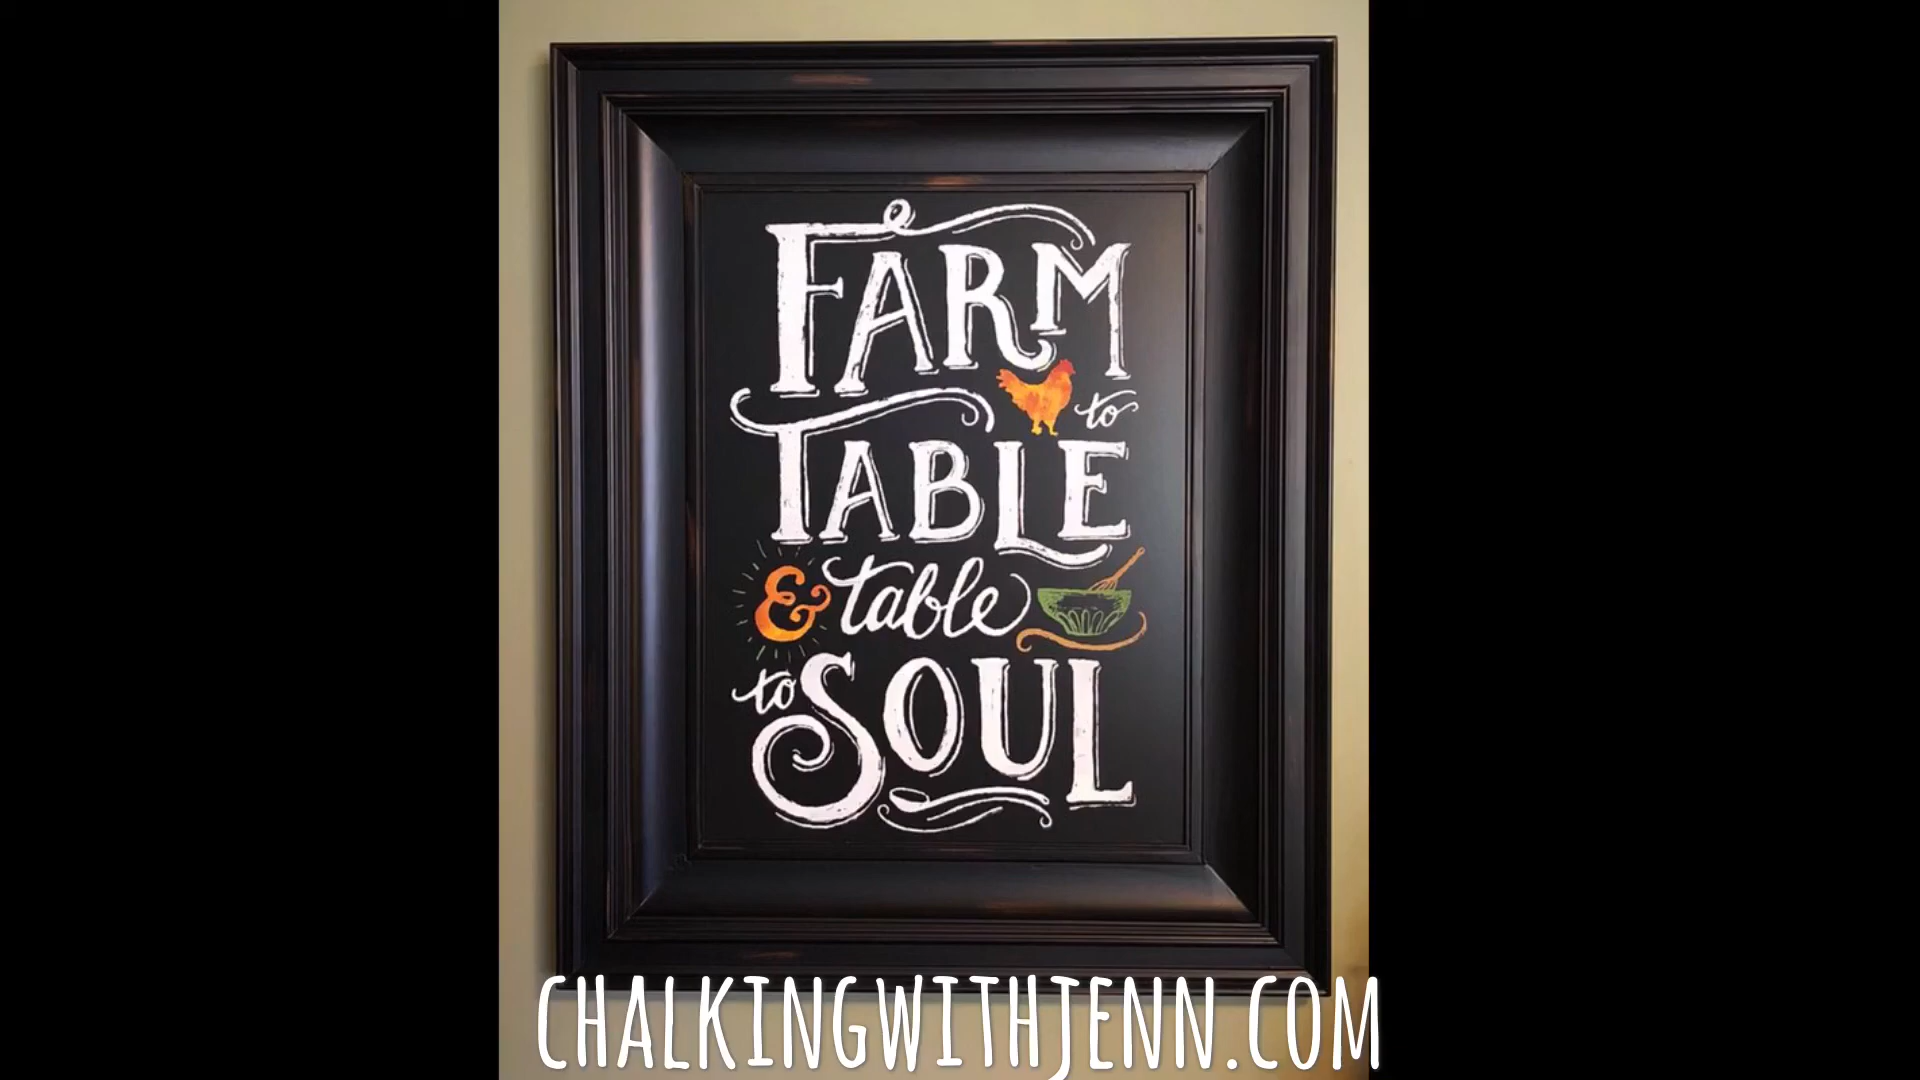 FARM
to
TABLE
& table
to SOUL
CHALKINGWITHJENN.COM